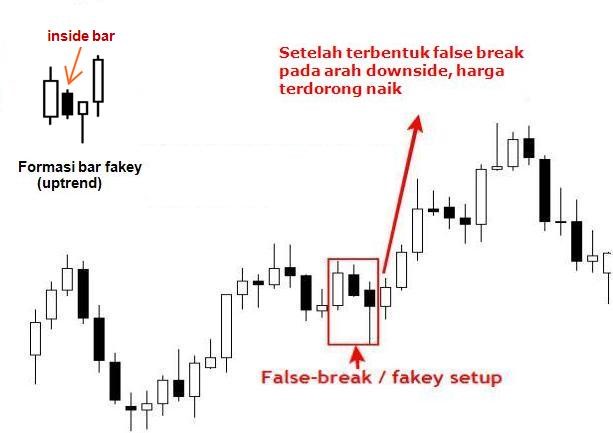 inside bar
Formasi bar fakey
(uptrend)
Setelah terbentuk false break
pada arah downside, harga
terdorong naik
False-break / fakey setup